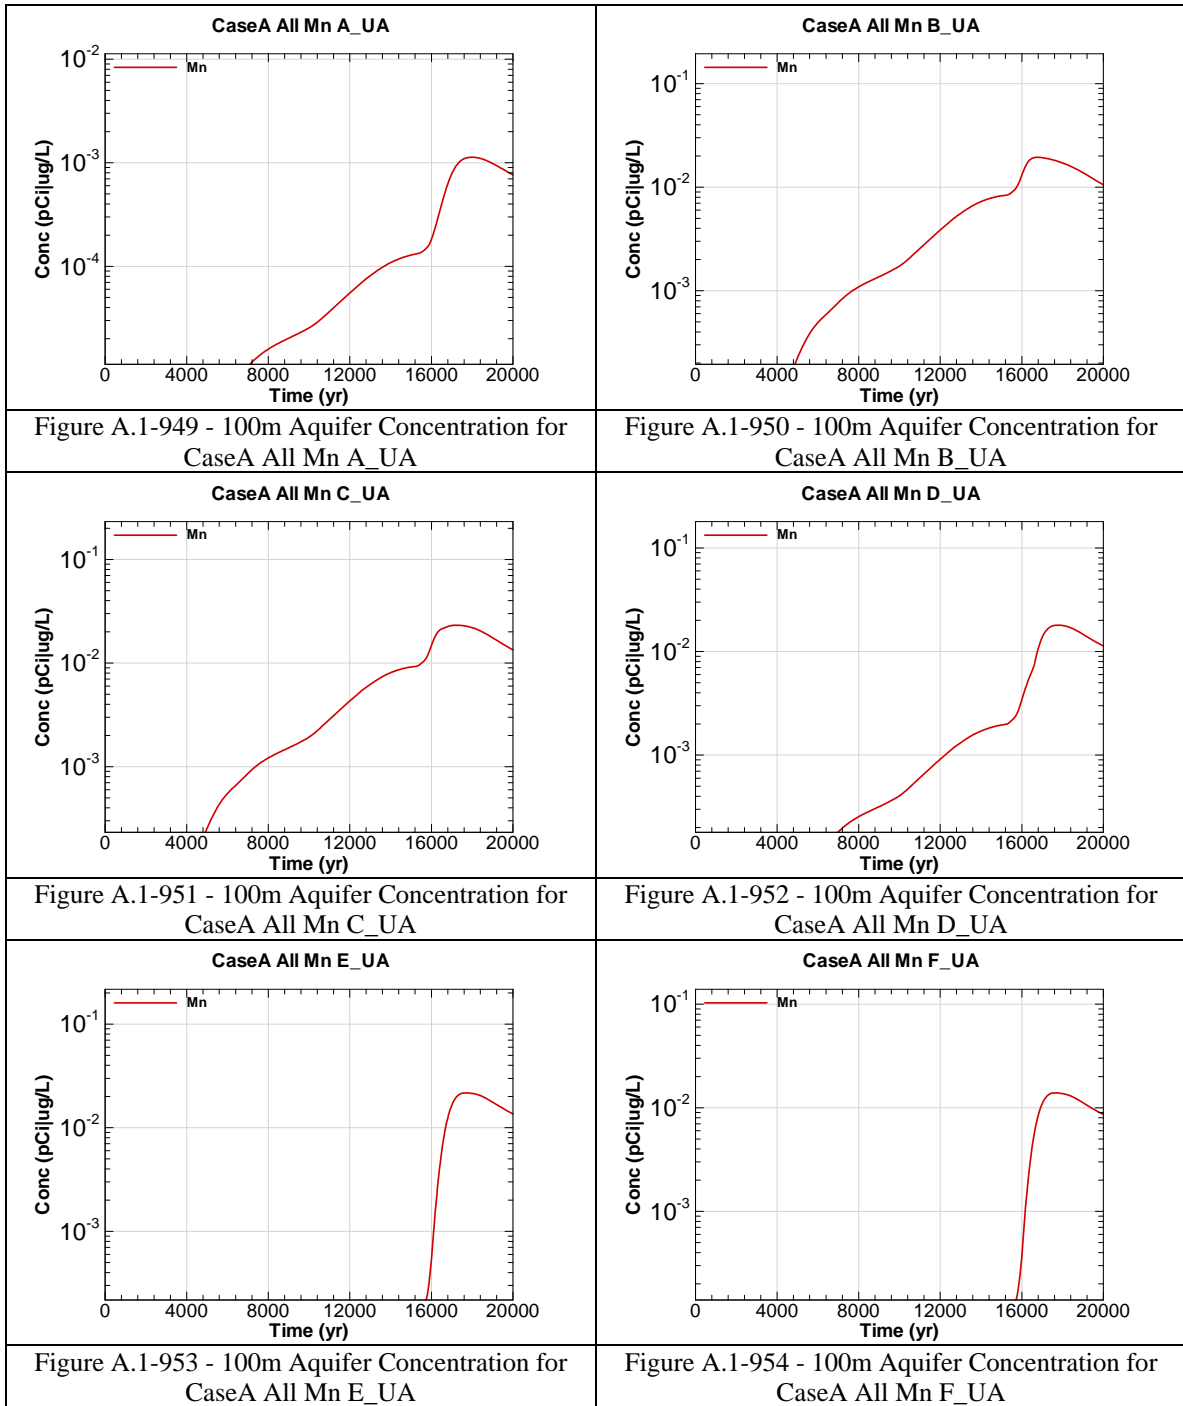 CaseA All Mn A_UA
Mn
10^-2
10^-3
10^-4
Conc (pCi|ug/L)
0 4000 8000 12000 16000 20000
Time (yr)
Figure A.1-949 - 100m Aquifer Concentration for
CaseA All Mn A_UA
CaseA All Mn B_UA
Mn
10^-1
10^-2
10^-3
Conc (pCi|ug/L)
0 4000 8000 12000 16000 20000
Time (yr)
Figure A.1-950 - 100m Aquifer Concentration for
CaseA All Mn B_UA
CaseA All Mn C_UA
Mn
10^-1
10^-2
10^-3
Conc (pCi|ug/L)
0 4000 8000 12000 16000 20000
Time (yr)
Figure A.1-951 - 100m Aquifer Concentration for
CaseA All Mn C_UA
CaseA All Mn D_UA
Mn
10^-1
10^-2
10^-3
Conc (pCi|ug/L)
0 4000 8000 12000 16000 20000
Time (yr)
Figure A.1-952 - 100m Aquifer Concentration for
CaseA All Mn D_UA
CaseA All Mn E_UA
Mn
10^-1
10^-2
10^-3
Conc (pCi|ug/L)
0 4000 8000 12000 16000 20000
Time (yr)
Figure A.1-953 - 100m Aquifer Concentration for
CaseA All Mn E_UA
CaseA All Mn F_UA
Mn
10^-1
10^-2
10^-3
Conc (pCi|ug/L)
0 4000 8000 12000 16000 20000
Time (yr)
Figure A.1-954 - 100m Aquifer Concentration for
CaseA All Mn F_UA